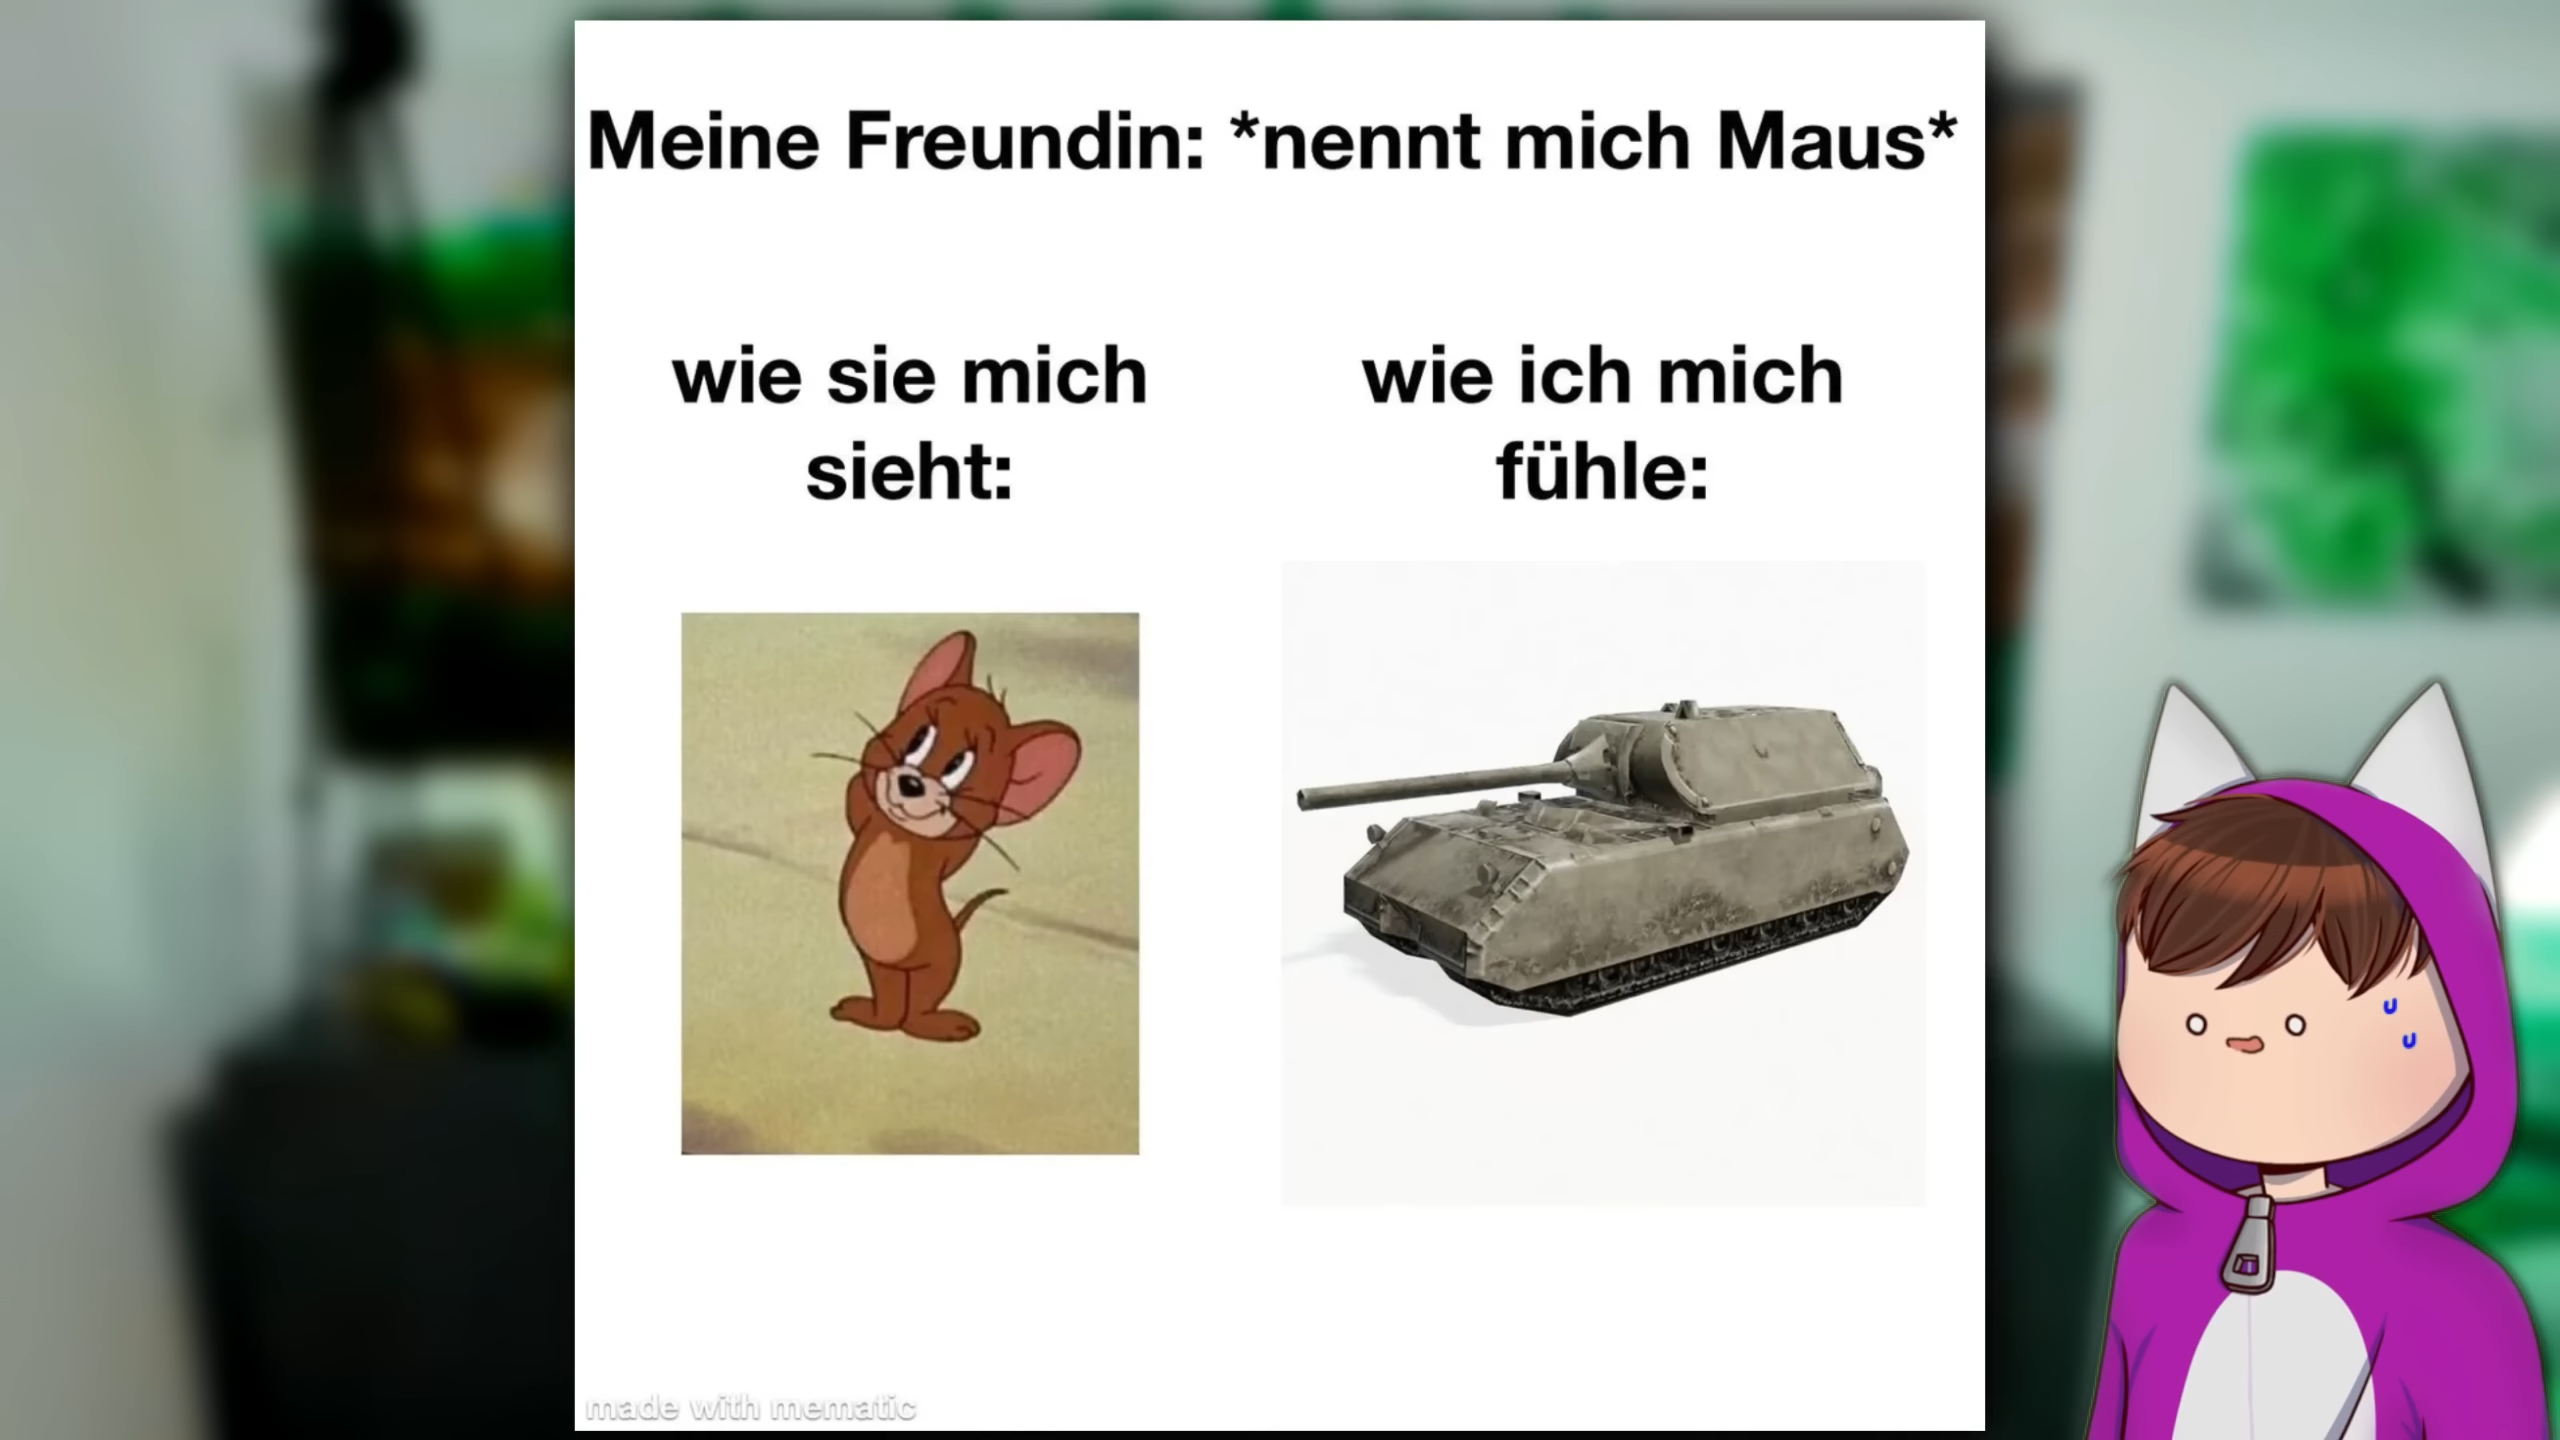 Meine Freundin: *nennt mich Maus*
wie sie mich
sieht:
wie ich mich
fühle:
made with mematic